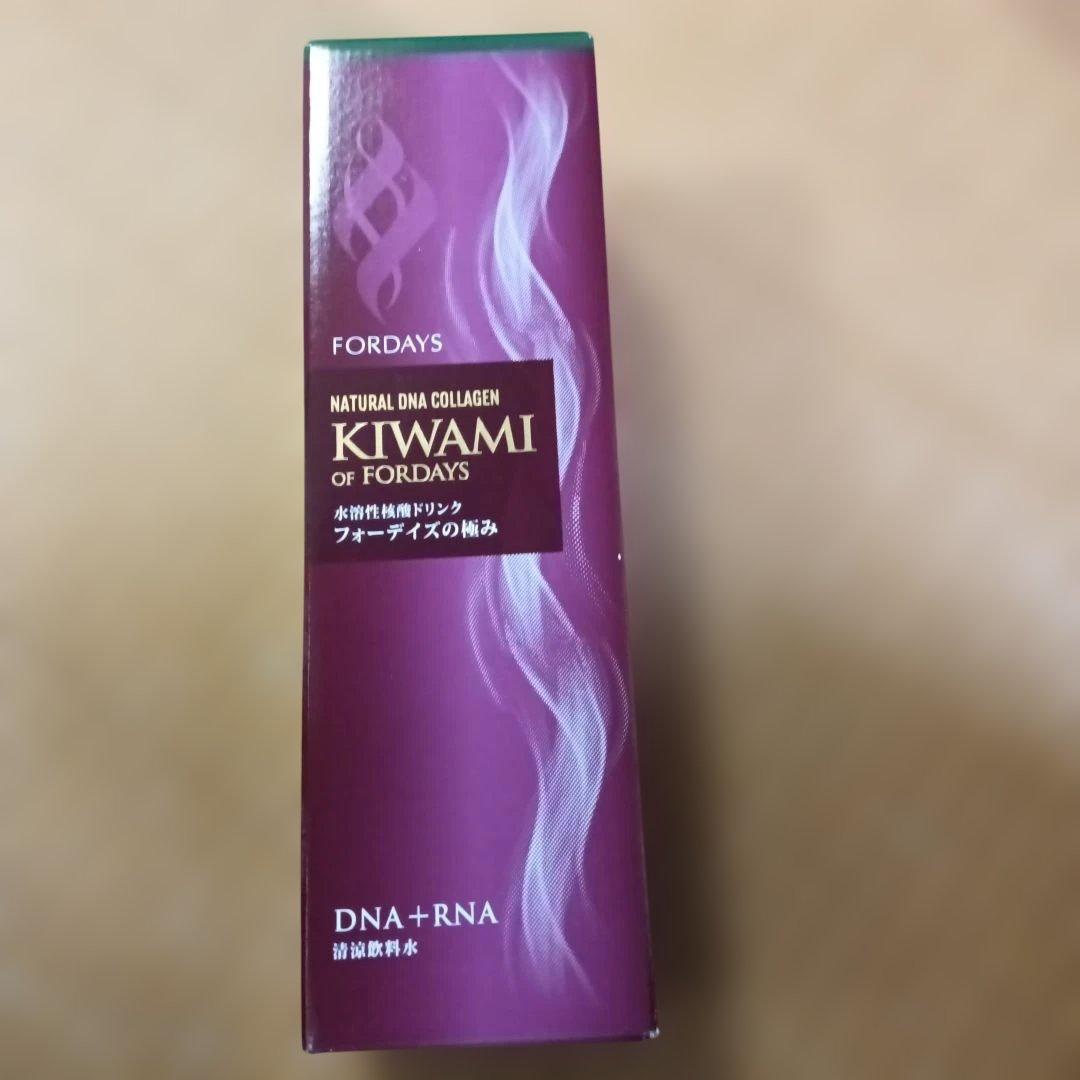 FORDAYS
NATURAL DNA COLLAGEN
KIWAMI
OF FORDAYS
水溶性核酸ドリンク
フォーデイズの極み
DNA+RNA
清涼飲料水